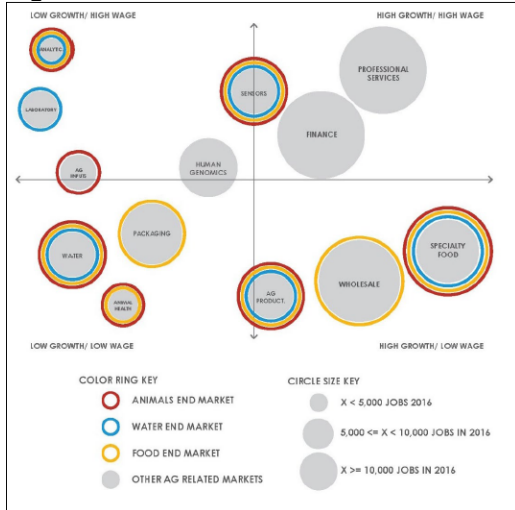 LOW GROWTH/ HIGH WAGE
HIGH GROWTH/ HIGH WAGE
ANALYTIC.
PROFESSIONAL
SERVICES
SENSORS
LABORATORY
FINANCE
AG
INPUTS
HUMAN
GENOMICS
PACKAGING
WATER
SPECIALTY
FOOD
ANIMAL
HEALTH
AG
PRODUCT.
WHOLESALE
LOW GROWTH/ LOW WAGE
HIGH GROWTH/ LOW WAGE
COLOR RING KEY
ANIMALS END MARKET
WATER END MARKET
FOOD END MARKET
OTHER AG RELATED MARKETS
CIRCLE SIZE KEY
X < 5,000 JOBS 2016
5,000 <= X < 10,000 JOBS IN 2016
X >= 10,000 JOBS IN 2016